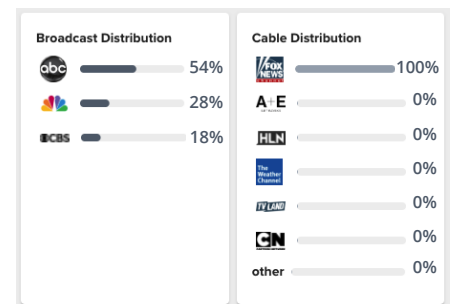 Broadcast Distribution
abc 54%
28%
CBS 18%
Cable Distribution
FOX NEWS 100%
A+E 0%
HLN 0%
The Weather Channel 0%
TV LAND 0%
CN 0%
other 0%